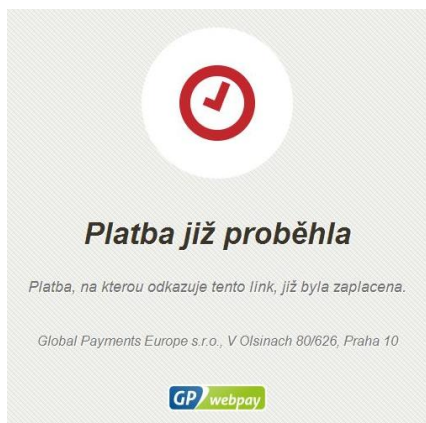 Platba již proběhla
Platba, na kterou odkazuje tento link, již byla zaplacena.
Global Payments Europe s.r.o., V Olsinach 80/626, Praha 10
GP webpay